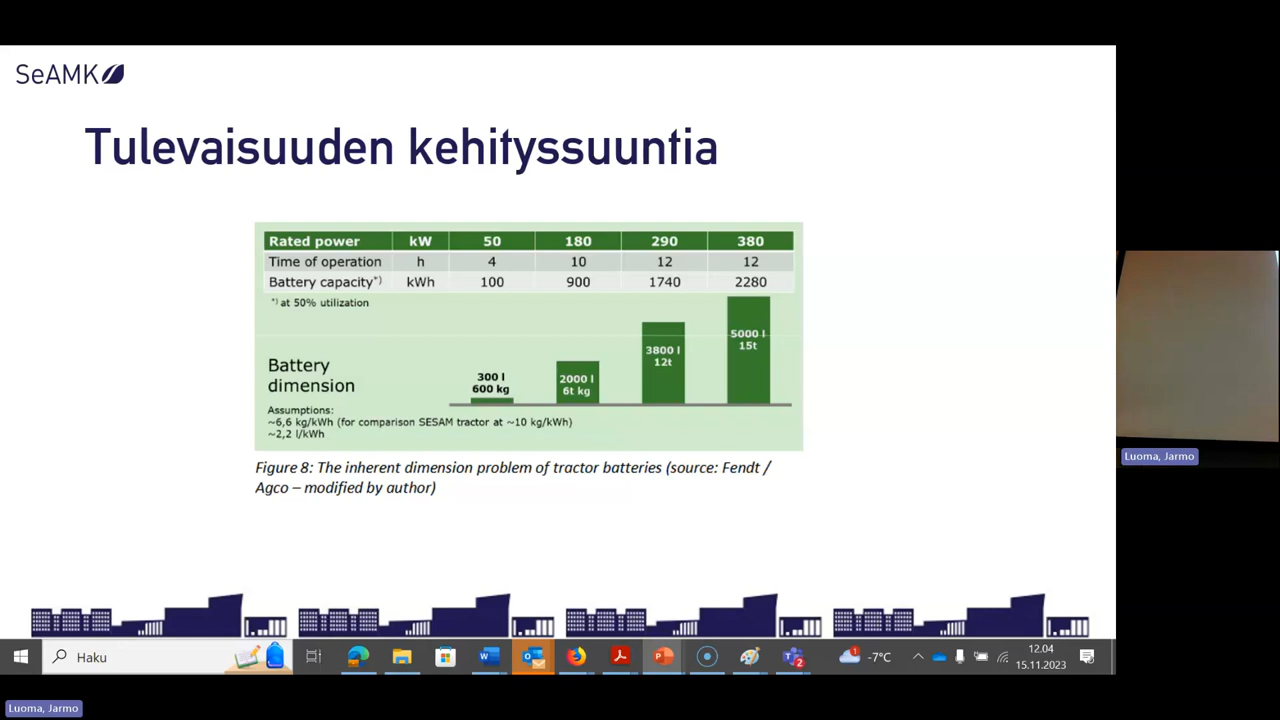 SeAMK
Tulevaisuuden kehityssuuntia
Rated power kW 50 180 290 380
Time of operation h 4 10 12 12
Battery capacity*) kWh 100 900 1740 2280
*) at 50% utilization
Battery
dimension
300 l
600 kg
2000 l
6t kg
3800 l
12t
5000 l
15t
Assumptions:
~6,6 kg/kWh (for comparison SESAM tractor at ~10 kg/kWh)
~2,2 l/kWh
Figure 8: The inherent dimension problem of tractor batteries (source: Fendt /
Agco – modified by author)
Luoma, Jarmo
Haku
-7°C
12.04
15.11.2023
Luoma, Jarmo